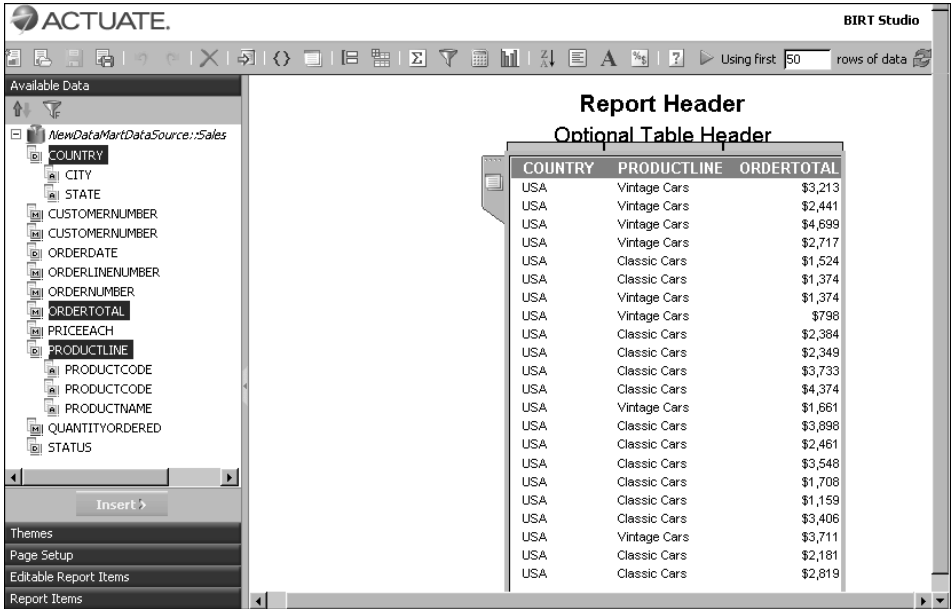 ACTUATE.
BIRT Studio
Using first 50 rows of data
Available Data
NewDataMartDataSource::Sales
COUNTRY
CITY
STATE
CUSTOMERNUMBER
CUSTOMERNUMBER
ORDERDATE
ORDERLINENUMBER
ORDERNUMBER
ORDERTOTAL
PRICEEACH
PRODUCTLINE
PRODUCTCODE
PRODUCTCODE
PRODUCTNAME
QUANTITYORDERED
STATUS
Insert
Themes
Page Setup
Editable Report Items
Report Items
Report Header
Optional Table Header
COUNTRY PRODUCTLINE ORDERTOTAL
USA Vintage Cars $3,213
USA Vintage Cars $2,441
USA Vintage Cars $4,699
USA Vintage Cars $2,717
USA Classic Cars $1,524
USA Classic Cars $1,374
USA Vintage Cars $1,374
USA Vintage Cars $798
USA Classic Cars $2,384
USA Classic Cars $2,349
USA Classic Cars $3,733
USA Classic Cars $4,374
USA Vintage Cars $1,661
USA Classic Cars $3,898
USA Classic Cars $2,461
USA Classic Cars $3,548
USA Classic Cars $1,708
USA Classic Cars $1,159
USA Classic Cars $3,406
USA Vintage Cars $3,711
USA Classic Cars $2,181
USA Classic Cars $2,819